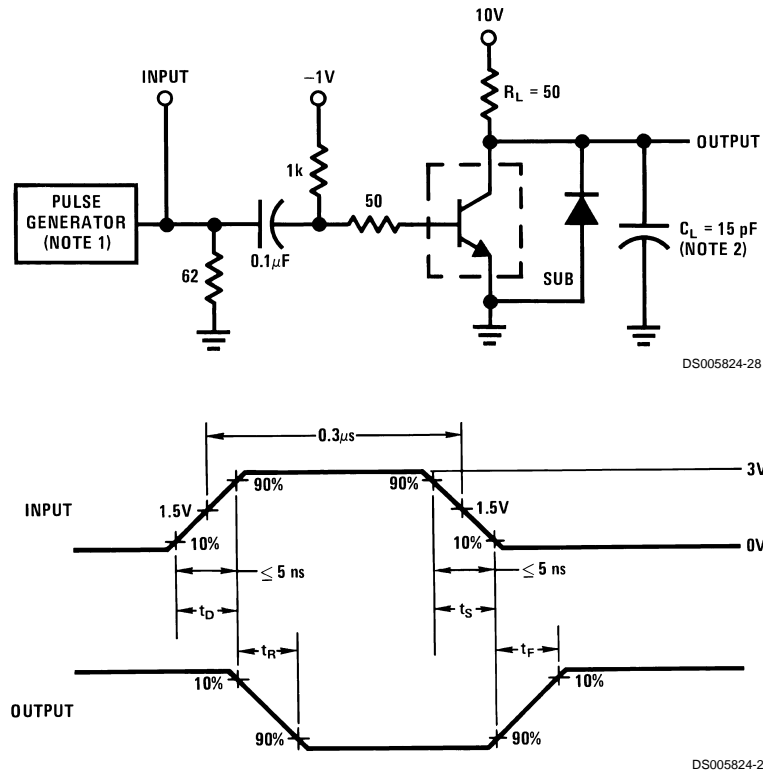 10V
INPUT
–1V
R_L = 50
OUTPUT
1k
PULSE
GENERATOR
(NOTE 1)
50
C_L = 15 pF
(NOTE 2)
62
0.1μF
SUB
DS005824-28
0.3μs
3V
90%
90%
INPUT
1.5V
1.5V
10%
10%
0V
≤ 5 ns
≤ 5 ns
t_D
t_S
t_R
t_F
10%
10%
OUTPUT
90%
90%
DS005824-2